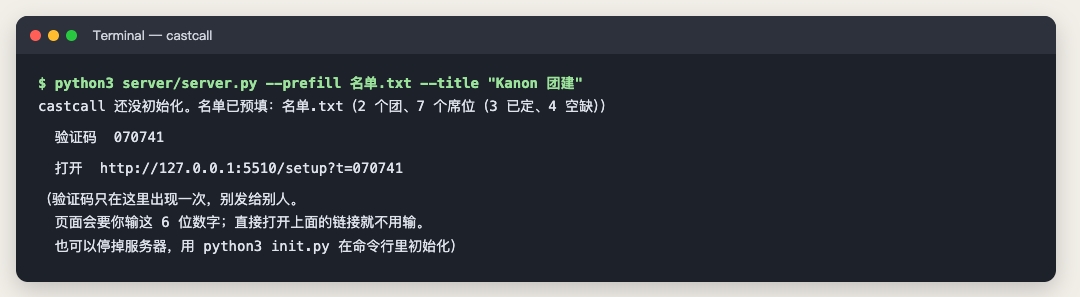 Terminal — castcall
$ python3 server/server.py --prefill 名单.txt --title "Kanon 团建"
castcall 还没初始化。名单已预填：名单.txt（2 个团、7 个席位（3 已定、4 空缺））
验证码  070741
打开  http://127.0.0.1:5510/setup?t=070741
（验证码只在这里出现一次，别发给别人。
页面会要你输这 6 位数字；直接打开上面的链接就不用输。
也可以停掉服务器，用 python3 init.py 在命令行里初始化）